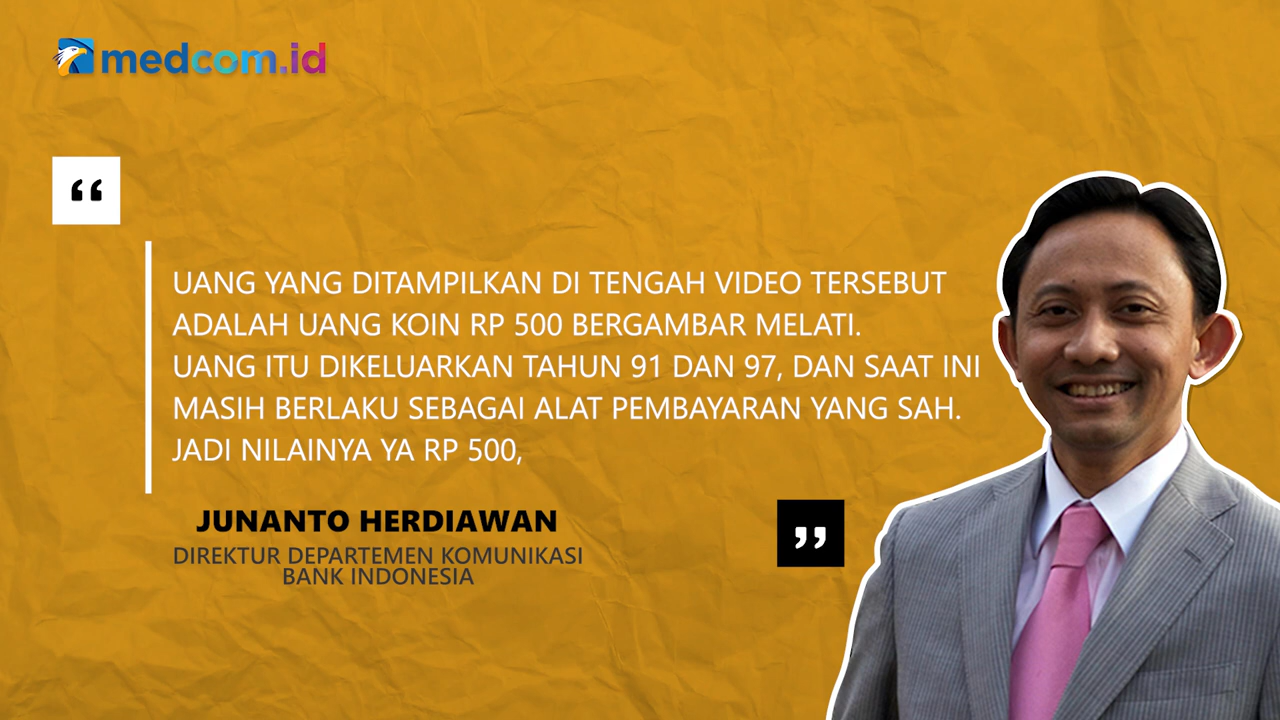 medcom.id
“
UANG YANG DITAMPILKAN DI TENGAH VIDEO TERSEBUT
ADALAH UANG KOIN RP 500 BERGAMBAR MELATI.
UANG ITU DIKELUARKAN TAHUN 91 DAN 97, DAN SAAT INI
MASIH BERLAKU SEBAGAI ALAT PEMBAYARAN YANG SAH.
JADI NILAINYA YA RP 500,
”
JUNANTO HERDIAWAN
DIREKTUR DEPARTEMEN KOMUNIKASI
BANK INDONESIA